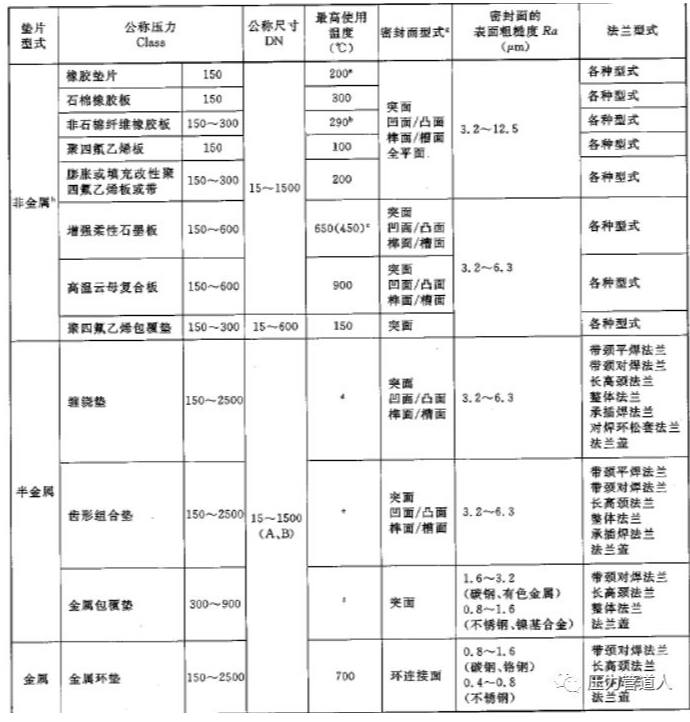 垫片型式 公称压力 Class 公称尺寸 DN 最高使用温度 (℃) 密封面型式 密封面的表面粗糙度 Ra (μm) 法兰型式
非金属
橡胶垫片 150 15～1500 200 突面 凹面/凸面 榫面/槽面 全平面 3.2～12.5 各种型式
石棉橡胶板 150 300 各种型式
非石棉纤维橡胶板 150～300 290 各种型式
聚四氟乙烯板 150 100 各种型式
膨胀或填充改性聚四氟乙烯板或带 150～300 200 各种型式
增强柔性石墨板 150～600 650(450) 突面 凹面/凸面 榫面/槽面 3.2～6.3 各种型式
高温云母复合板 150～600 900 突面 凹面/凸面 榫面/槽面 各种型式
聚四氟乙烯包覆垫 150～300 15～600 150 突面 各种型式
半金属
缠绕垫 150～2500 15～1500 (A、B) 突面 凹面/凸面 榫面/槽面 3.2～6.3 带颈平焊法兰 带颈对焊法兰 长高颈法兰 整体法兰 承插焊法兰 对焊环松套法兰 法兰盖
齿形组合垫 150～2500 突面 凹面/凸面 榫面/槽面 3.2～6.3 带颈平焊法兰 带颈对焊法兰 长高颈法兰 整体法兰 承插焊法兰 法兰盖
金属包覆垫 300～900 突面 1.6～3.2 (碳钢、有色金属) 0.8～1.6 (不锈钢、镍基合金) 带颈对焊法兰 长高颈法兰 整体法兰 法兰盖
金属 金属环垫 150～2500 700 环连接面 0.8～1.6 (碳钢、铬钢) 0.4～0.8 (不锈钢) 带颈对焊法兰 长高颈法兰 法兰盖
压力管道人